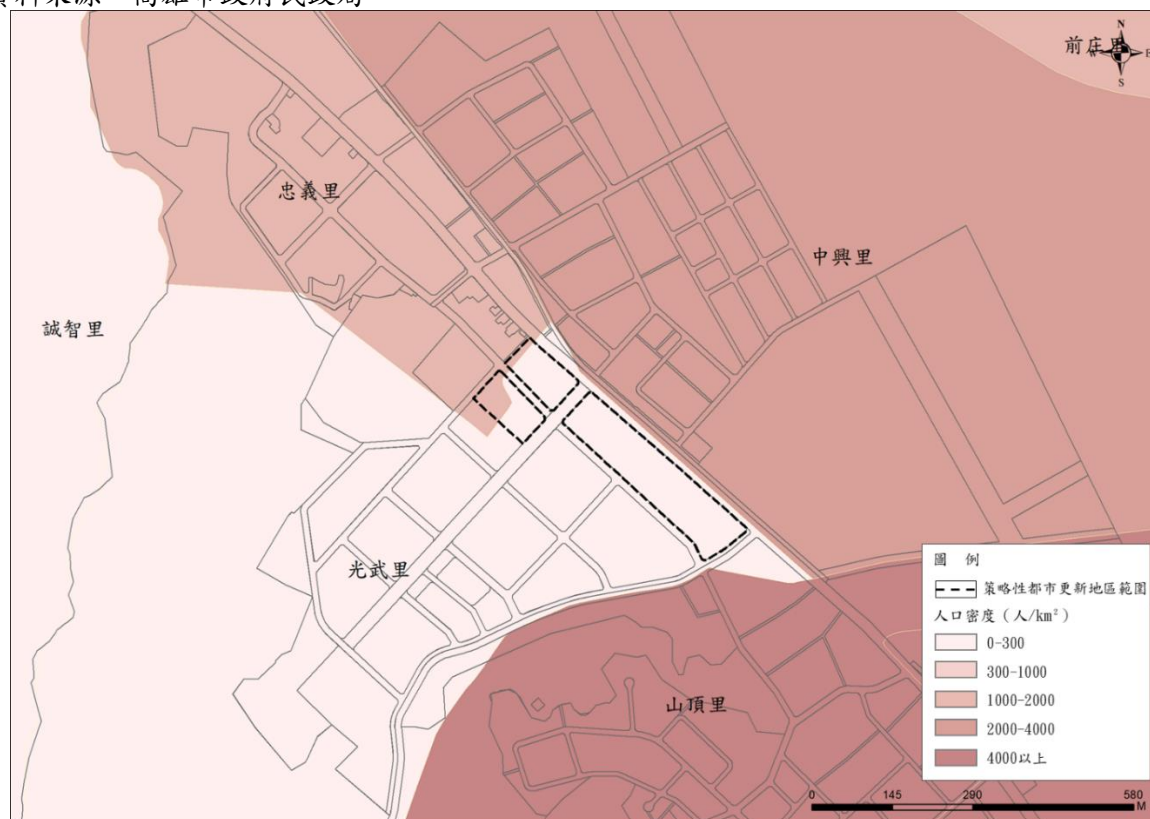 資料來源：高雄市政府民政局
N
前庄里
W
E
S
忠義里
中興里
誠智里
光武里
山頂里
圖 例
策略性都市更新地區範圍
人口密度（人/km²）
0-300
300-1000
1000-2000
2000-4000
4000以上
0 145 290 580
M